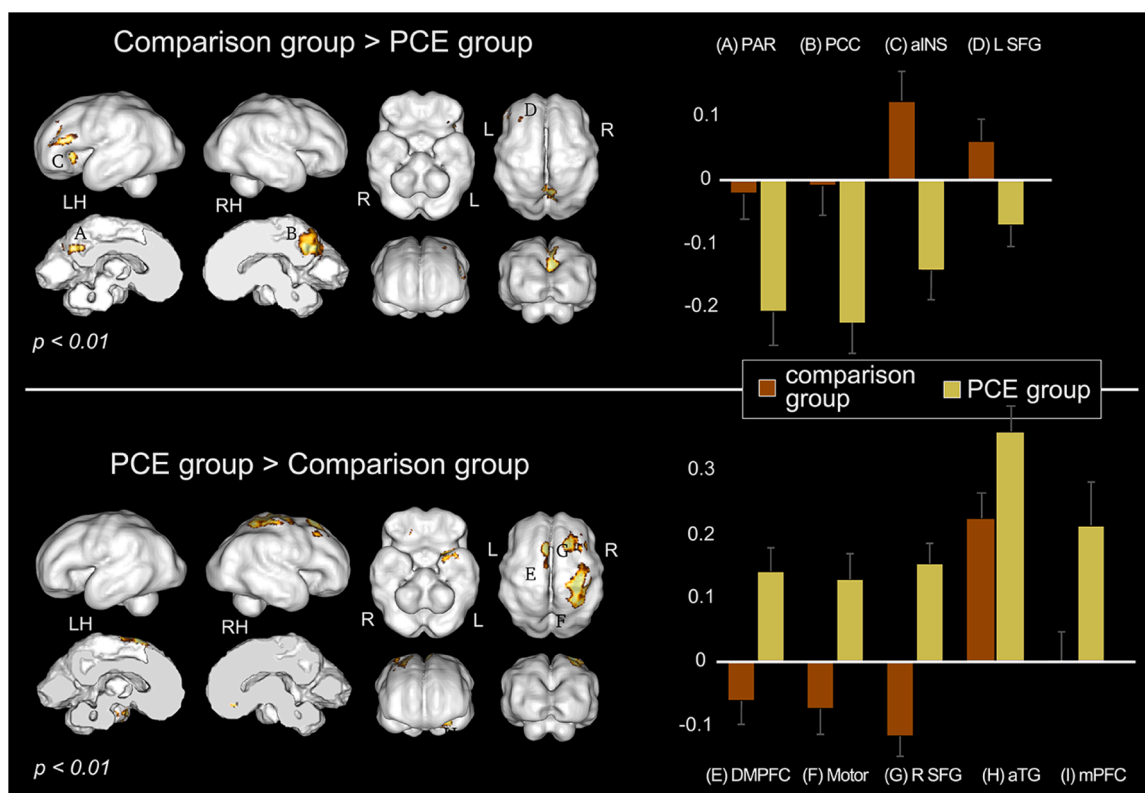 Comparison group > PCE group
(A) PAR (B) PCC (C) aINS (D) L SFG
D
L R
C
0.1
0
-0.1
-0.2
LH RH R L
A B
p < 0.01
comparison group PCE group
PCE group > Comparison group
0.3
0.2
0.1
0
-0.1
L G R
E
F
LH RH R L
p < 0.01
(E) DMPFC (F) Motor (G) R SFG (H) aTG (I) mPFC